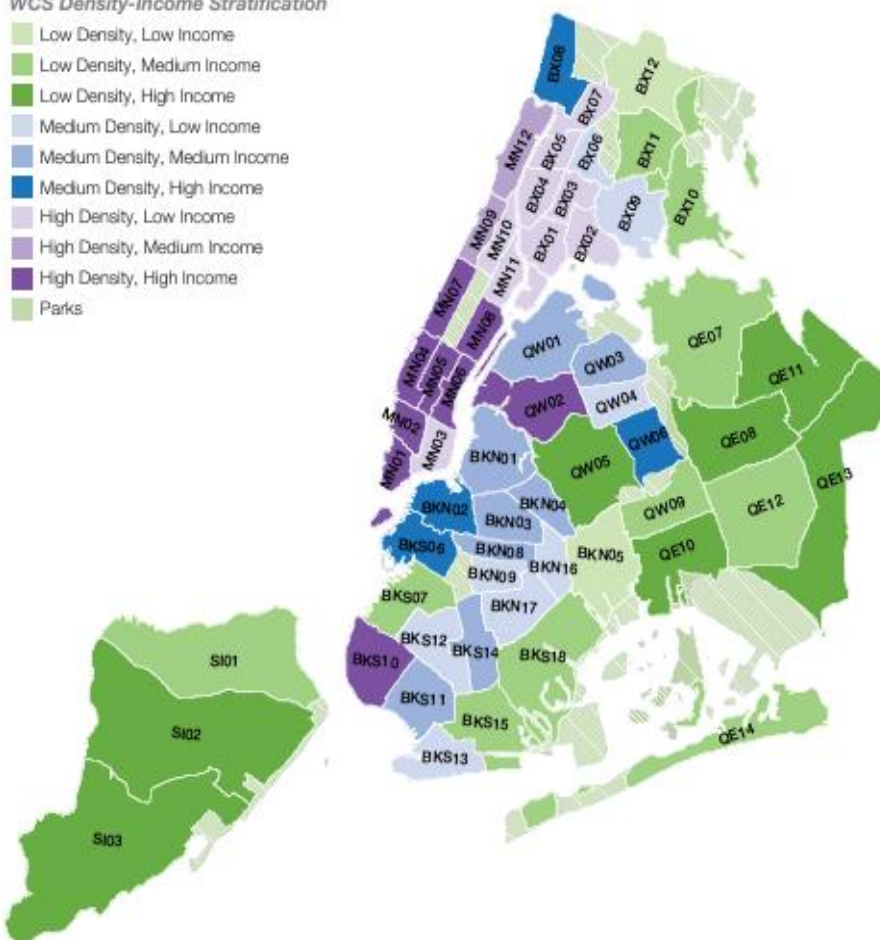 WCS Density-Income Stratification
Low Density, Low Income
Low Density, Medium Income
Low Density, High Income
Medium Density, Low Income
Medium Density, Medium Income
Medium Density, High Income
High Density, Low Income
High Density, Medium Income
High Density, High Income
Parks
BX08
BX12
BX07
MN12
BX05
BX06
BX11
BX04
BX03
BX09
BX10
MN09
MN10
BX01
BX02
MN11
MN07
MN08
QW01
QW03
QE07
QE11
MN04
MN05
MN06
QW02
QW04
MN02
MN03
QW06
QE08
MN01
BKN01
QW05
QE13
BKN02
BKN04
BKN03
QW09
QE12
BKS06
BKN08
BKN16
BKN05
QE10
BKN09
BKS07
BKN17
BKS12
BKS14
BKS18
SI01
BKS10
BKS11
BKS15
SI02
QE14
BKS13
SI03